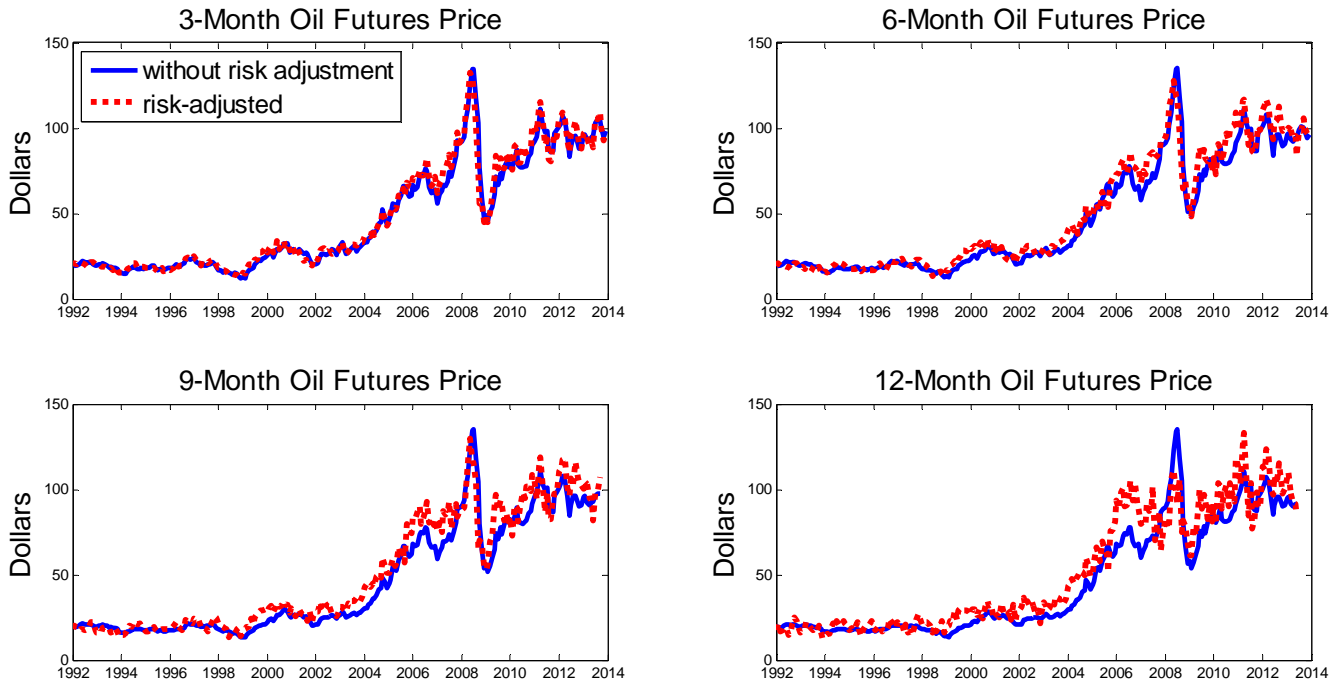 3-Month Oil Futures Price
150
100
50
0
Dollars
without risk adjustment
risk-adjusted
1992 1994 1996 1998 2000 2002 2004 2006 2008 2010 2012 2014
6-Month Oil Futures Price
150
100
50
0
Dollars
1992 1994 1996 1998 2000 2002 2004 2006 2008 2010 2012 2014
9-Month Oil Futures Price
150
100
50
0
Dollars
1992 1994 1996 1998 2000 2002 2004 2006 2008 2010 2012 2014
12-Month Oil Futures Price
150
100
50
0
Dollars
1992 1994 1996 1998 2000 2002 2004 2006 2008 2010 2012 2014